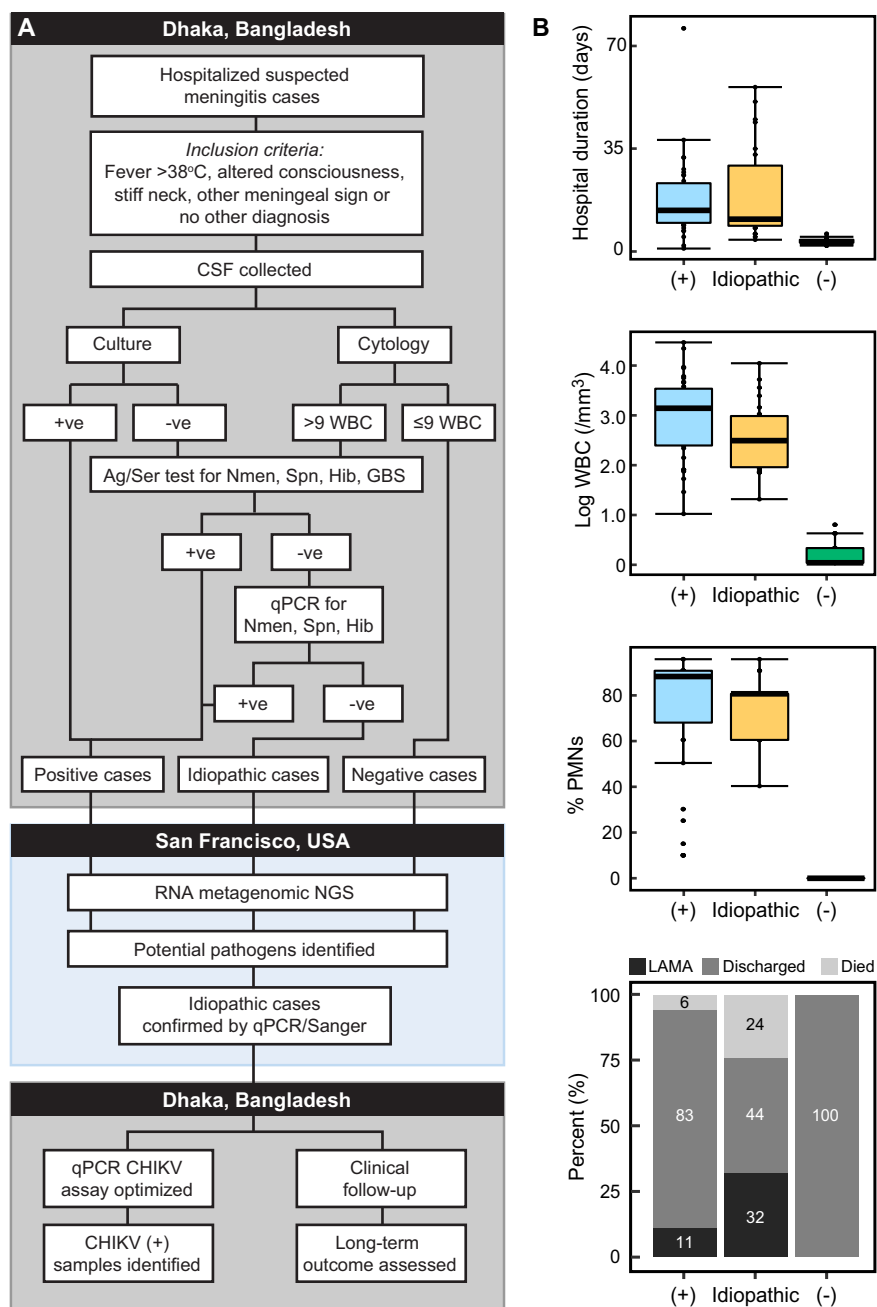 A
Dhaka, Bangladesh
Hospitalized suspected
meningitis cases
Inclusion criteria:
Fever >38°C, altered consciousness,
stiff neck, other meningeal sign or
no other diagnosis
CSF collected
Culture
Cytology
+ve
-ve
>9 WBC
≤9 WBC
Ag/Ser test for Nmen, Spn, Hib, GBS
+ve
-ve
qPCR for
Nmen, Spn, Hib
+ve
-ve
Positive cases
Idiopathic cases
Negative cases
San Francisco, USA
RNA metagenomic NGS
Potential pathogens identified
Idiopathic cases
confirmed by qPCR/Sanger
Dhaka, Bangladesh
qPCR CHIKV
assay optimized
Clinical
follow-up
CHIKV (+)
samples identified
Long-term
outcome assessed
B
Hospital duration (days)
70
35
0
(+) Idiopathic (-)
Log WBC (/mm³)
4.0
3.0
2.0
1.0
0
(+) Idiopathic (-)
% PMNs
80
60
40
20
0
(+) Idiopathic (-)
LAMA Discharged Died
Percent (%)
100
75
50
25
0
6
83
11
24
44
32
100
(+) Idiopathic (-)